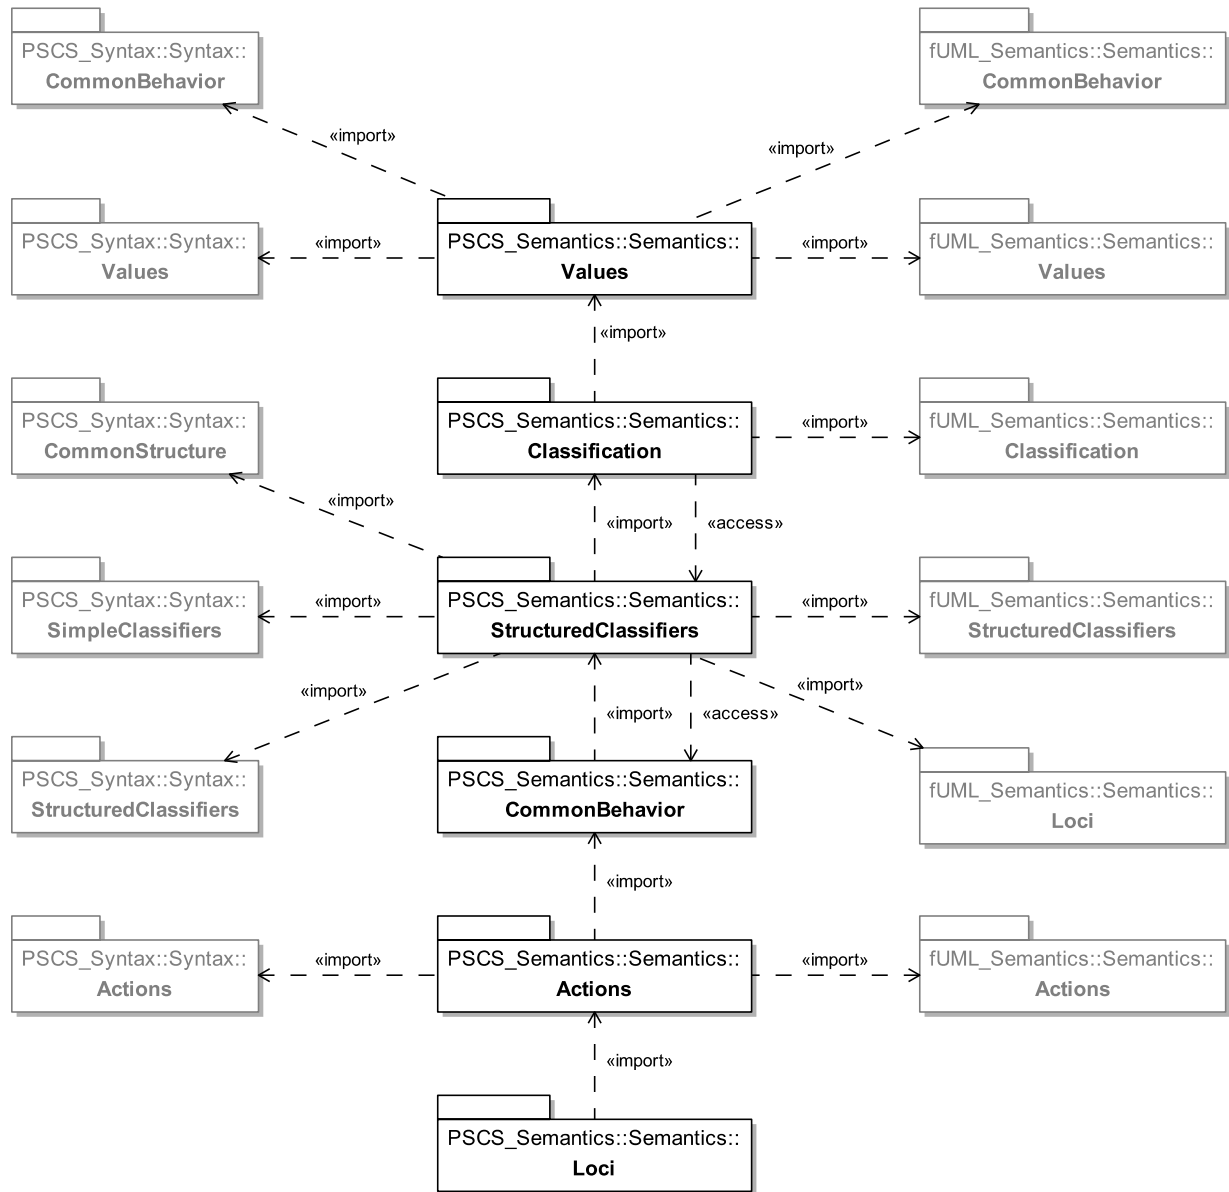 PSCS_Syntax::Syntax::
CommonBehavior
fUML_Semantics::Semantics::
CommonBehavior
«import»
«import»
PSCS_Syntax::Syntax::
Values
«import»
PSCS_Semantics::Semantics::
Values
«import»
fUML_Semantics::Semantics::
Values
«import»
PSCS_Syntax::Syntax::
CommonStructure
PSCS_Semantics::Semantics::
Classification
«import»
fUML_Semantics::Semantics::
Classification
«import»
«import»
«access»
PSCS_Syntax::Syntax::
SimpleClassifiers
«import»
PSCS_Semantics::Semantics::
StructuredClassifiers
«import»
fUML_Semantics::Semantics::
StructuredClassifiers
«import»
«import»
«access»
«import»
PSCS_Syntax::Syntax::
StructuredClassifiers
PSCS_Semantics::Semantics::
CommonBehavior
fUML_Semantics::Semantics::
Loci
«import»
PSCS_Syntax::Syntax::
Actions
«import»
PSCS_Semantics::Semantics::
Actions
«import»
fUML_Semantics::Semantics::
Actions
«import»
PSCS_Semantics::Semantics::
Loci